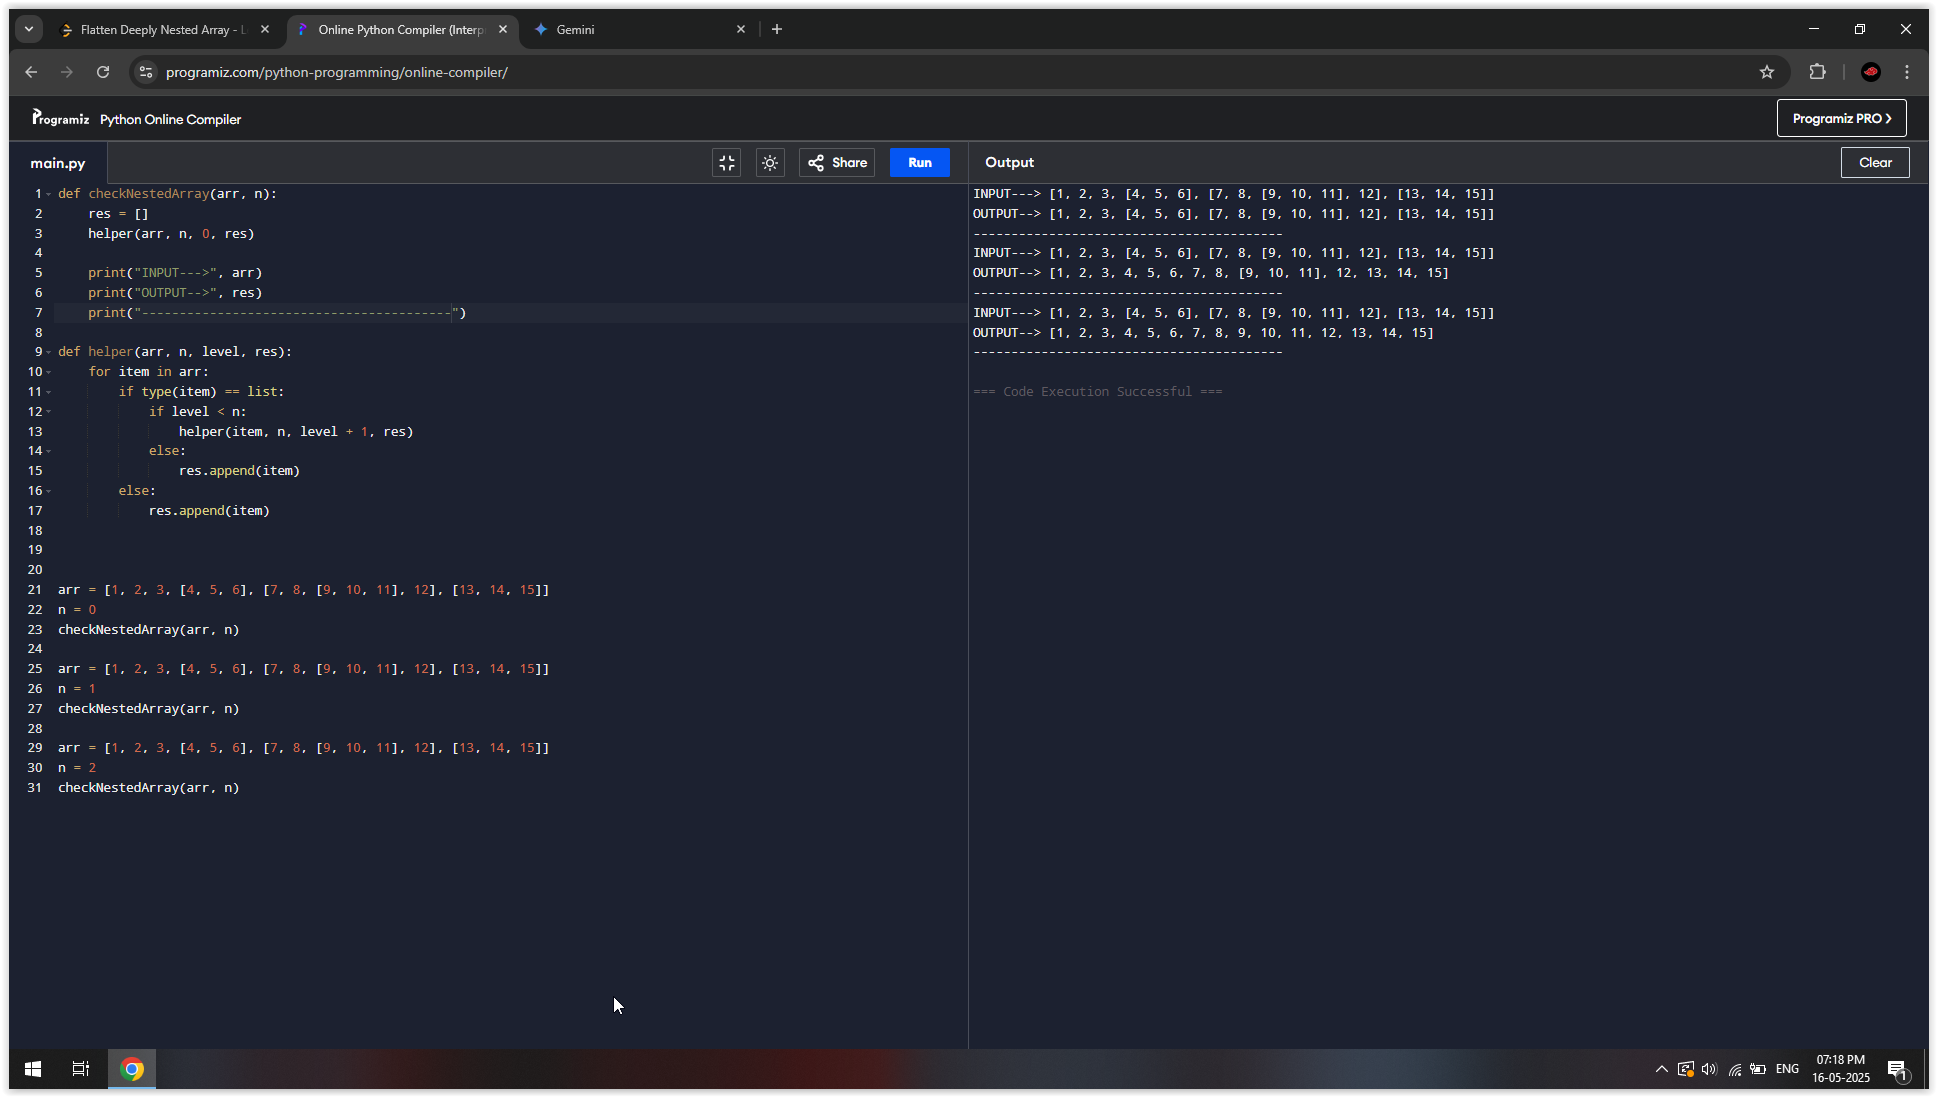 Flatten Deeply Nested Array - L
Online Python Compiler (Interp
Gemini
programiz.com/python-programming/online-compiler/
Programiz Python Online Compiler
Programiz PRO
main.py
Share
Run
Output
Clear
1 def checkNestedArray(arr, n):
2     res = []
3     helper(arr, n, 0, res)
4
5     print("INPUT--->", arr)
6     print("OUTPUT-->", res)
7     print("-----------------------------------------")
8
9 def helper(arr, n, level, res):
10     for item in arr:
11         if type(item) == list:
12             if level < n:
13                 helper(item, n, level + 1, res)
14             else:
15                 res.append(item)
16         else:
17             res.append(item)
18
19
20
21 arr = [1, 2, 3, [4, 5, 6], [7, 8, [9, 10, 11], 12], [13, 14, 15]]
22 n = 0
23 checkNestedArray(arr, n)
24
25 arr = [1, 2, 3, [4, 5, 6], [7, 8, [9, 10, 11], 12], [13, 14, 15]]
26 n = 1
27 checkNestedArray(arr, n)
28
29 arr = [1, 2, 3, [4, 5, 6], [7, 8, [9, 10, 11], 12], [13, 14, 15]]
30 n = 2
31 checkNestedArray(arr, n)
INPUT---> [1, 2, 3, [4, 5, 6], [7, 8, [9, 10, 11], 12], [13, 14, 15]]
OUTPUT--> [1, 2, 3, [4, 5, 6], [7, 8, [9, 10, 11], 12], [13, 14, 15]]
-----------------------------------------
INPUT---> [1, 2, 3, [4, 5, 6], [7, 8, [9, 10, 11], 12], [13, 14, 15]]
OUTPUT--> [1, 2, 3, 4, 5, 6, 7, 8, [9, 10, 11], 12, 13, 14, 15]
-----------------------------------------
INPUT---> [1, 2, 3, [4, 5, 6], [7, 8, [9, 10, 11], 12], [13, 14, 15]]
OUTPUT--> [1, 2, 3, 4, 5, 6, 7, 8, 9, 10, 11, 12, 13, 14, 15]
-----------------------------------------
=== Code Execution Successful ===
ENG
07:18 PM
16-05-2025
1